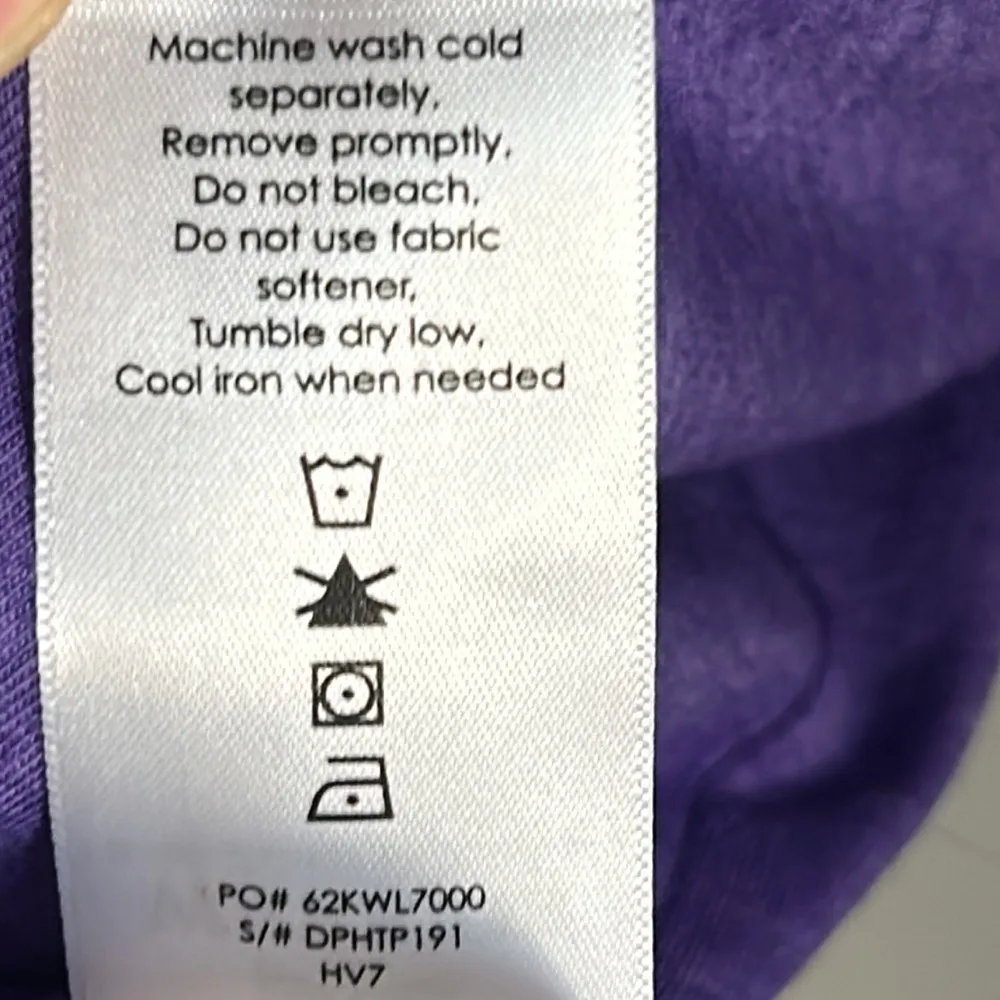 Machine wash cold
separately.
Remove promptly.
Do not bleach.
Do not use fabric
softener.
Tumble dry low.
Cool iron when needed
PO# 62KWL7000
S/# DPHTP191
HV7